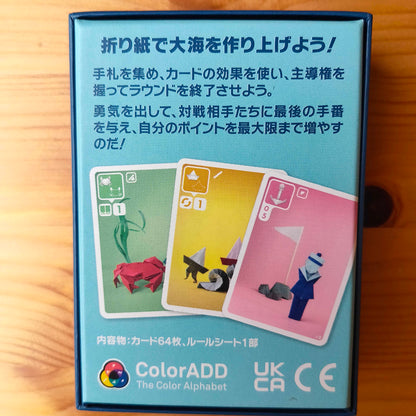 折り紙で大海を作り上げよう!
手札を集め、カードの効果を使い、主導権を
握ってラウンドを終了させよう。
勇気を出して、対戦相手たちに最後の手番
を与え、自分のポイントを最大限まで増やす
のだ!
1
1
0
5
内容物:カード64枚、ルールシート1部
ColorADD
The Color Alphabet
UK
CA
CE